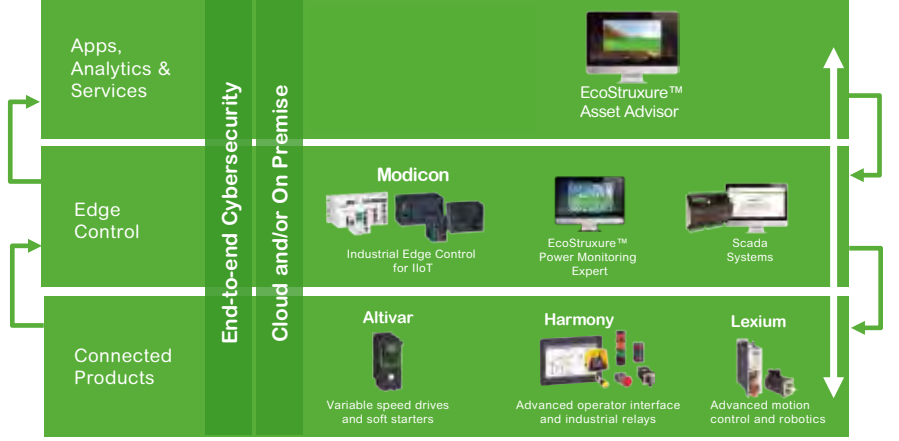 Apps,
Analytics &
Services
End-to-end Cybersecurity
Cloud and/or On Premise
EcoStruxure™
Asset Advisor
Edge
Control
Modicon
Industrial Edge Control
for IIoT
EcoStruxure™
Power Monitoring
Expert
Scada
Systems
Connected
Products
Altivar
Variable speed drives
and soft starters
Harmony
Advanced operator interface
and industrial relays
Lexium
Advanced motion
control and robotics